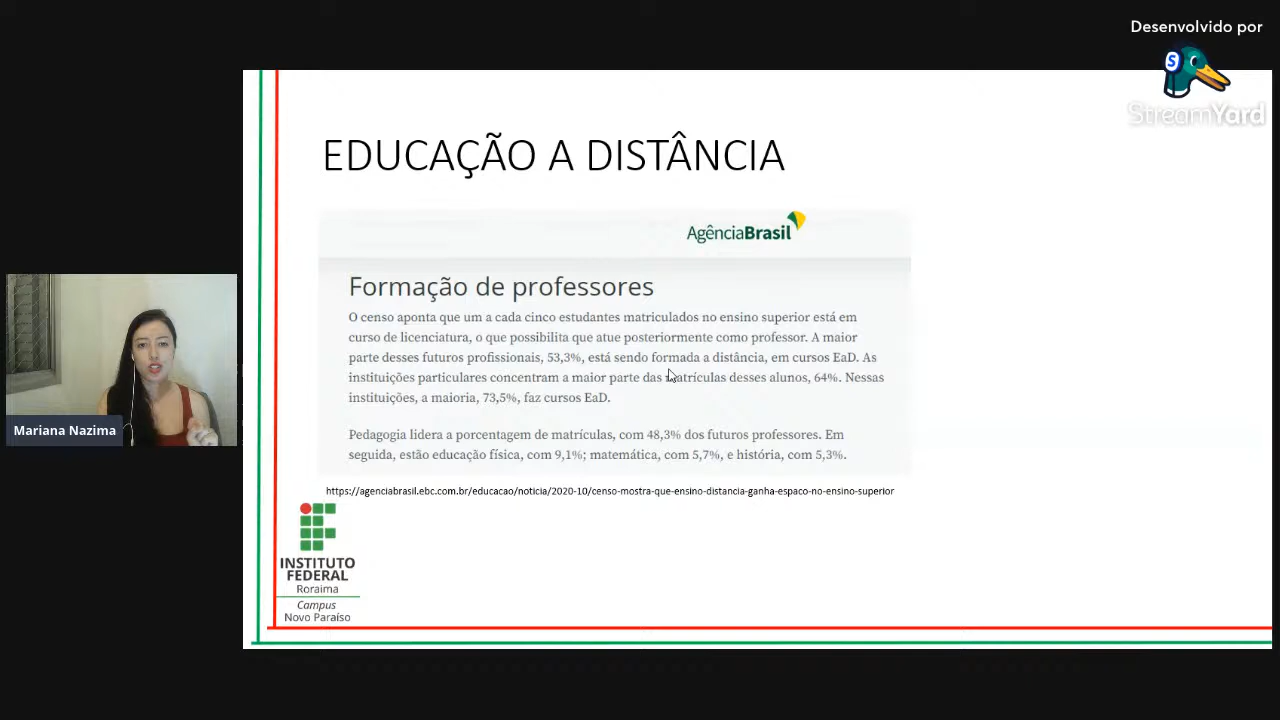 Desenvolvido por
StreamYard
EDUCAÇÃO A DISTÂNCIA
AgênciaBrasil
Formação de professores
O censo aponta que um a cada cinco estudantes matriculados no ensino superior está em
curso de licenciatura, o que possibilita que atue posteriormente como professor. A maior
parte desses futuros profissionais, 53,3%, está sendo formada a distância, em cursos EaD. As
instituições particulares concentram a maior parte das matrículas desses alunos, 64%. Nessas
instituições, a maioria, 73,5%, faz cursos EaD.
Pedagogia lidera a porcentagem de matrículas, com 48,3% dos futuros professores. Em
seguida, estão educação física, com 9,1%; matemática, com 5,7%, e história, com 5,3%.
https://agenciabrasil.ebc.com.br/educacao/noticia/2020-10/censo-mostra-que-ensino-distancia-ganha-espaco-no-ensino-superior
Mariana Nazima
INSTITUTO
FEDERAL
Roraima
Campus
Novo Paraíso